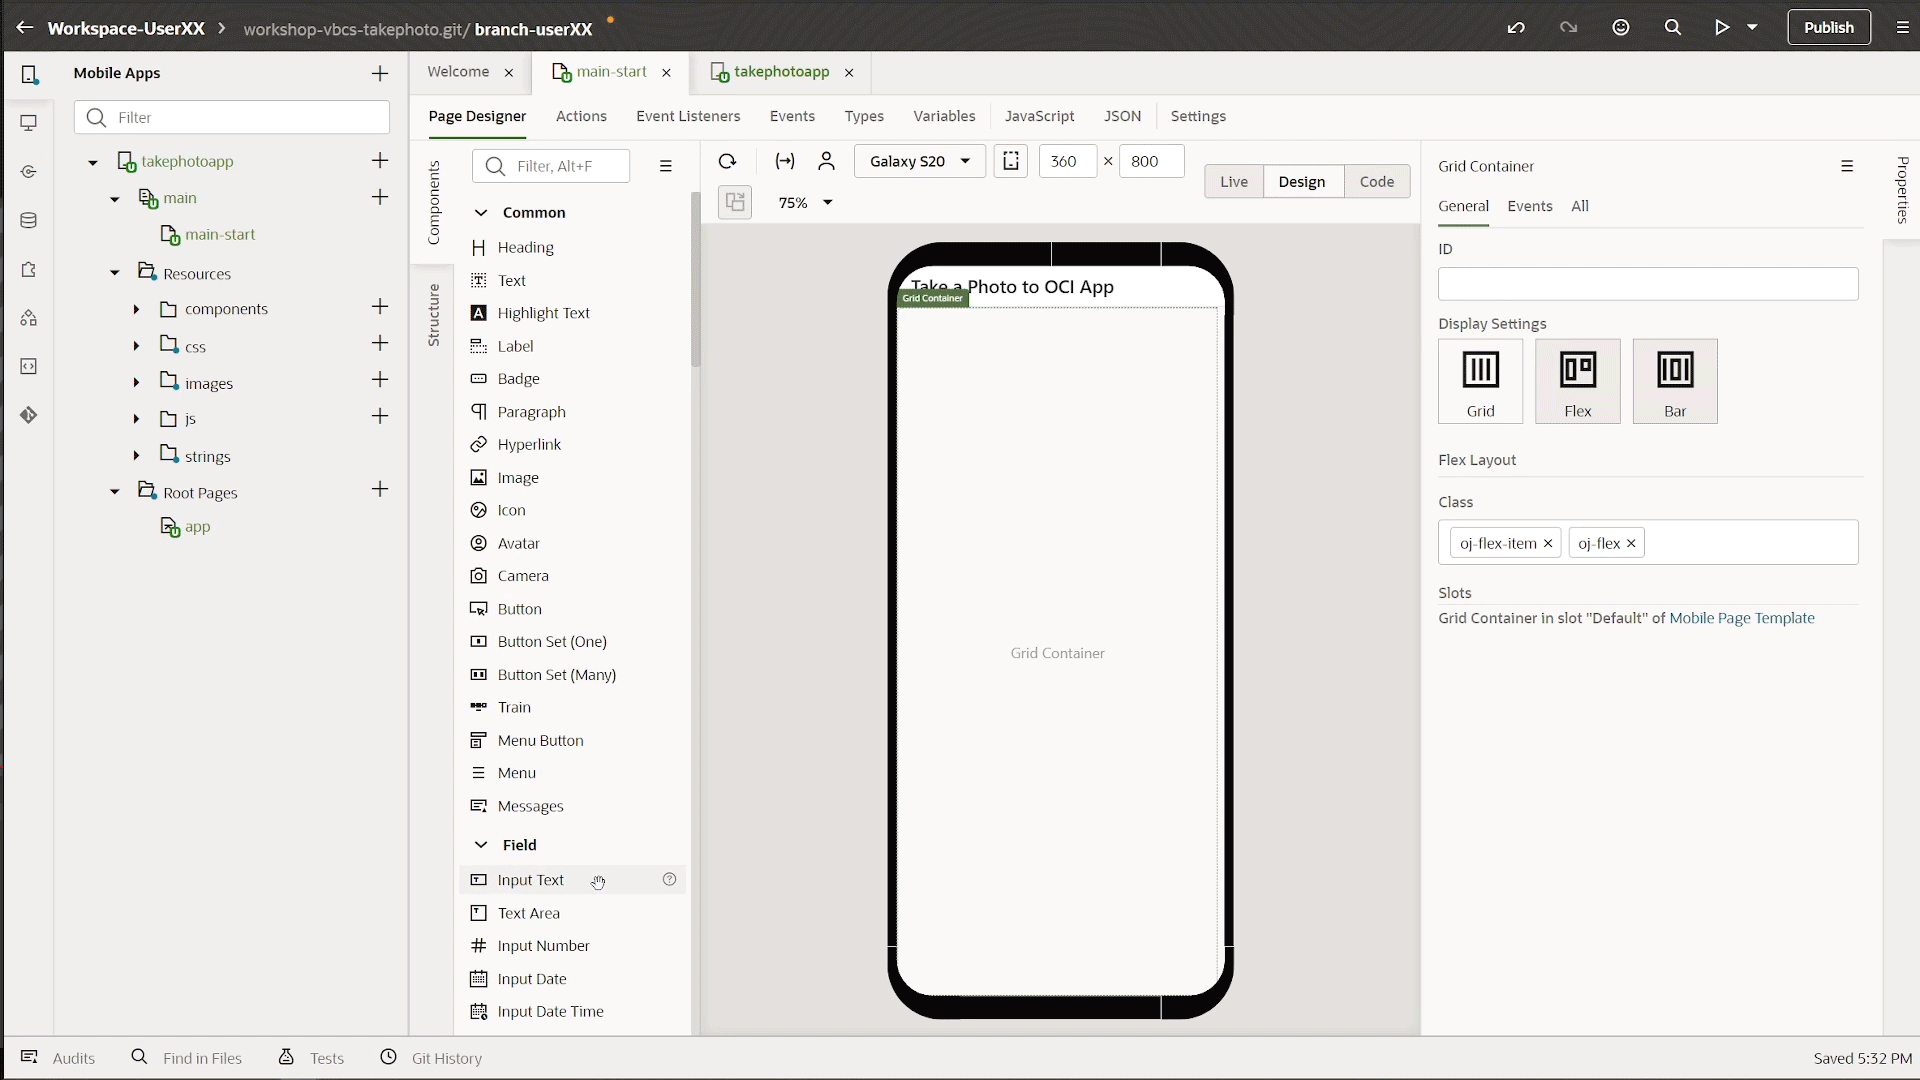 Workspace-UserXX
workshop-vbcs-takephoto.git/ branch-userXX
Publish
Mobile Apps
Filter
takephotoapp
main
main-start
Resources
components
css
images
js
strings
Root Pages
app
Welcome
main-start
takephotoapp
Page Designer
Actions
Event Listeners
Events
Types
Variables
JavaScript
JSON
Settings
Components
Structure
Filter, Alt+F
Common
Heading
Text
Highlight Text
Label
Badge
Paragraph
Hyperlink
Image
Icon
Avatar
Camera
Button
Button Set (One)
Button Set (Many)
Train
Menu Button
Menu
Messages
Field
Input Text
Text Area
Input Number
Input Date
Input Date Time
Galaxy S20
360 × 800
Live
Design
Code
75%
Take a Photo to OCI App
Grid Container
Grid Container
Grid Container
General
Events
All
ID
Display Settings
Grid
Flex
Bar
Flex Layout
Class
oj-flex-item
oj-flex
Slots
Grid Container in slot "Default" of Mobile Page Template
Properties
Audits
Find in Files
Tests
Git History
Saved 5:32 PM